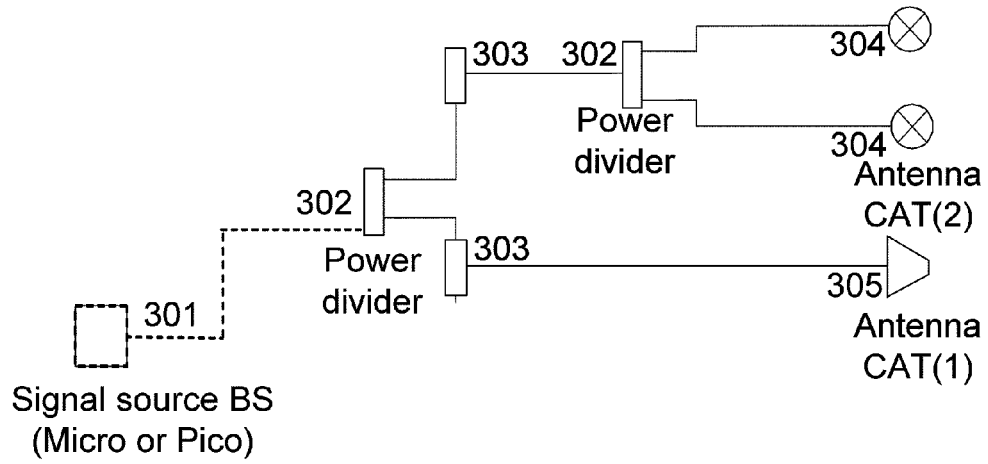 303
302
304
Power
divider
304
Antenna
CAT(2)
302
Power
divider
303
305
Antenna
CAT(1)
301
Signal source BS
(Micro or Pico)